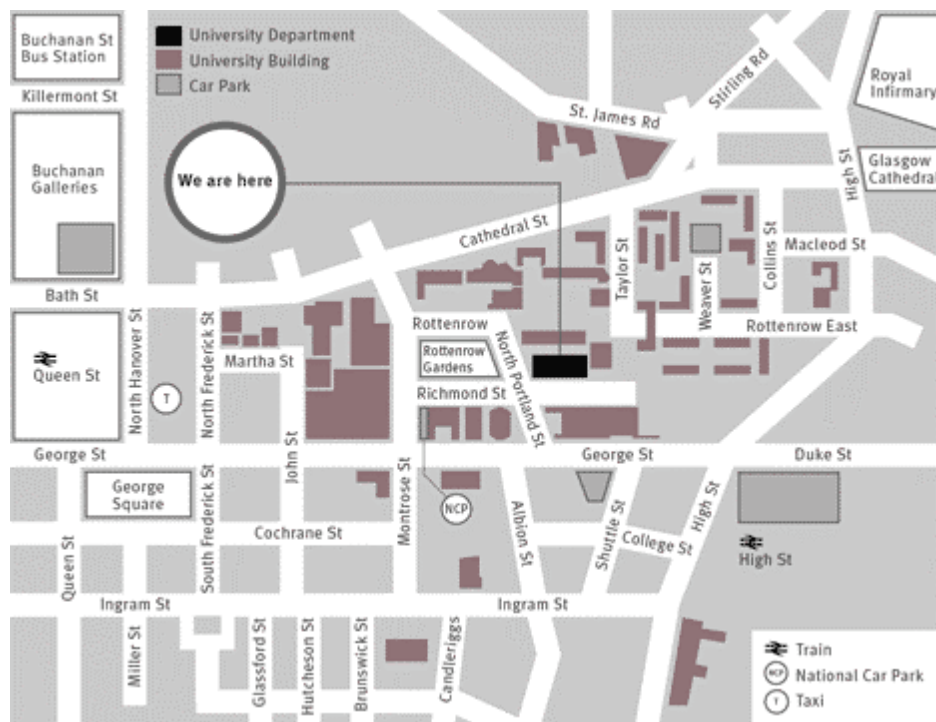 Buchanan St
Bus Station
University Department
University Building
Car Park
Killermont St
Royal
Infirmary
Stirling Rd
St. James Rd
Buchanan
Galleries
We are here
High St
Glasgow
Cathedral
Cathedral St
Taylor St
Collins St
Macleod St
Weaver St
Bath St
Rottenrow
Rottenrow East
North Hanover St
North Frederick St
Martha St
Rottenrow
Gardens
North Portland St
Queen St
T
Richmond St
George St
John St
George St
Duke St
George
Square
South Frederick St
Montrose St
NCP
Albion St
Shuttle St
High St
Cochrane St
College St
High St
Queen St
Ingram St
Ingram St
Miller St
Glassford St
Hutcheson St
Brunswick St
Candleriggs
Train
NCP National Car Park
T Taxi